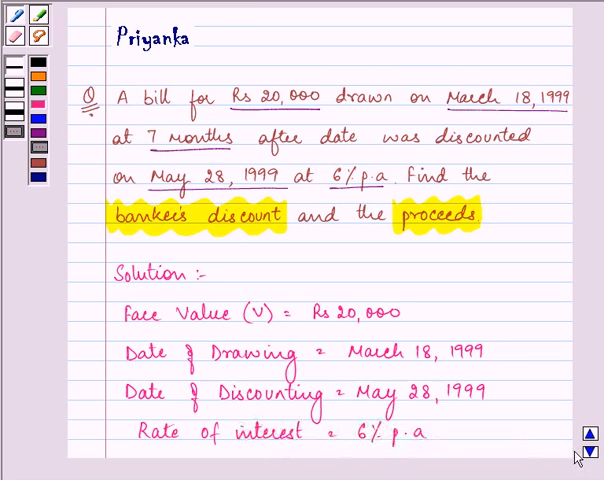 Priyanka
Q A bill for Rs 20,000 drawn on March 18, 1999
at 7 months after date was discounted
on May 28, 1999 at 6% p.a. Find the
banker's discount and the proceeds.
Solution :-
Face Value (V) = Rs 20,000
Date of Drawing = March 18, 1999
Date of Discounting = May 28, 1999
Rate of interest = 6% p.a